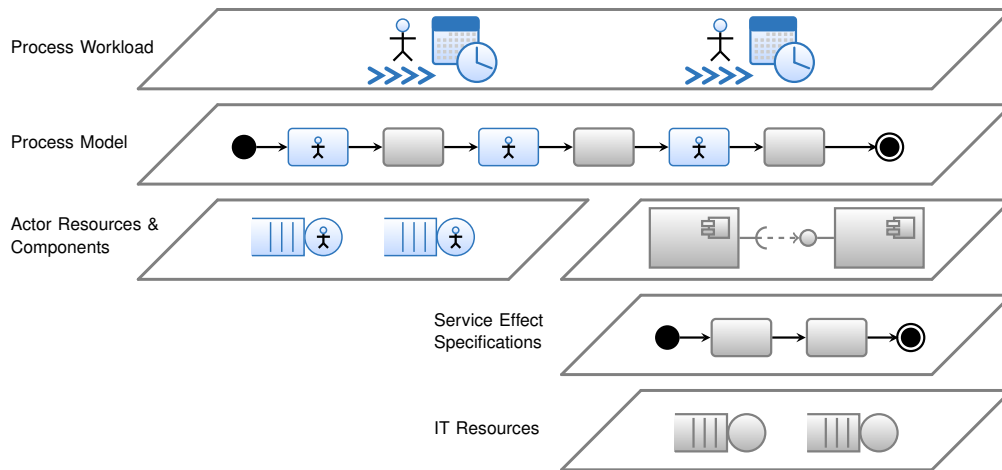 Process Workload
Process Model
Actor Resources &
Components
Service Effect
Specifications
IT Resources